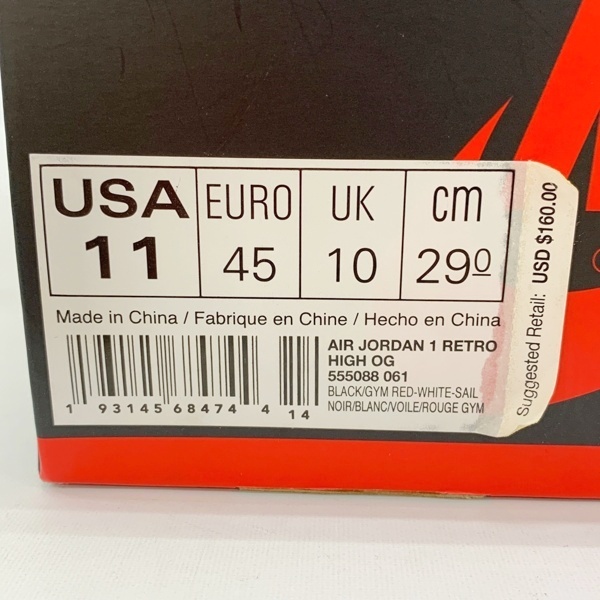 USA EURO UK cm
11 45 10 29⁰
Made in China / Fabrique en Chine / Hecho en China
AIR JORDAN 1 RETRO
HIGH OG
555088 061
BLACK/GYM RED-WHITE-SAIL
NOIR/BLANC/VOILE/ROUGE GYM
1 93145 68474 4 14
Suggested Retail: USD $160.00